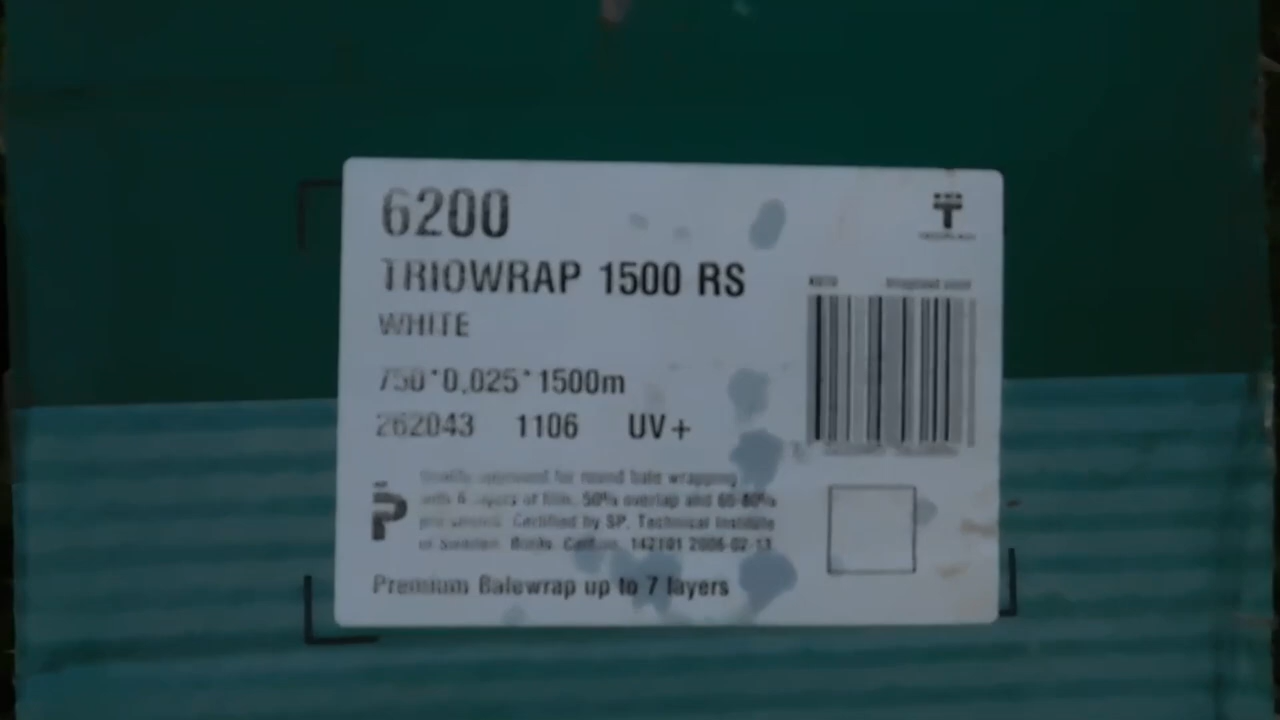 6200
TRIOWRAP 1500 RS
WHITE
750*0,025*1500m
262043 1106 UV+
approved for round bale wrapping
with 6 layers of film, 50% overlap and 60-80%
Certified by SP, Technical Institute
of Sweden. 142101 2006-02-13
Premium Balewrap up to 7 layers